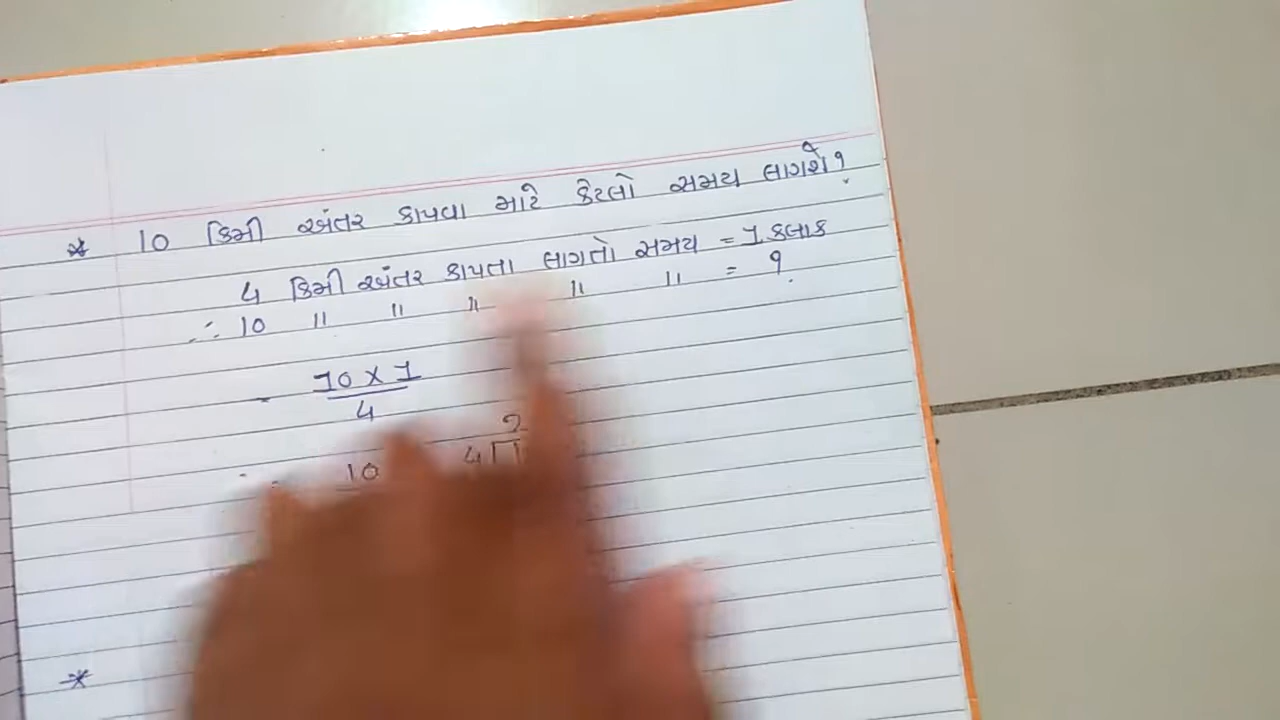 * 10 કિમી અંતર કાપવા માટે કેટલો સમય લાગશે?
4 કિમી અંતર કાપતા લાગતો સમય = 1 કલાક
∴ 10 " " " " " = ?
- 10 x 1
4
10 4
*